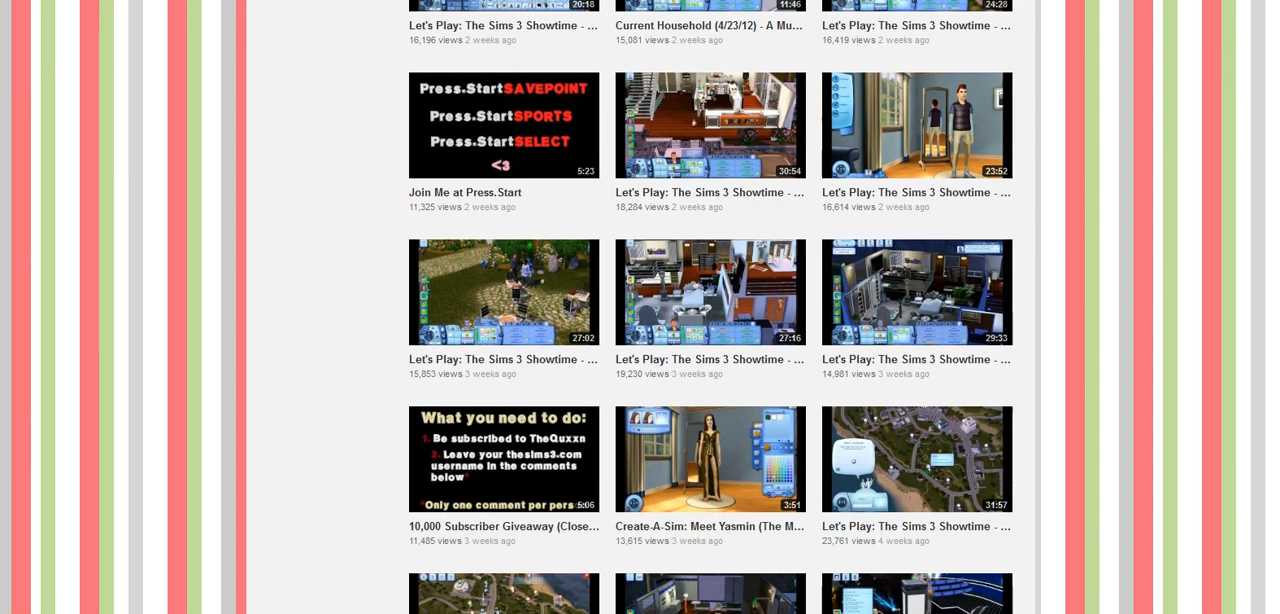 20:18
11:46
24:28
Let's Play: The Sims 3 Showtime - ...
Current Household (4/23/12) - A Mu...
Let's Play: The Sims 3 Showtime - ...
16,196 views 2 weeks ago
15,081 views 2 weeks ago
16,419 views 2 weeks ago
Press.StartSAVEPOINT
Press.StartSPORTS
Press.StartSELECT
<3
5:23
30:54
23:52
Join Me at Press.Start
Let's Play: The Sims 3 Showtime - ...
Let's Play: The Sims 3 Showtime - ...
11,325 views 2 weeks ago
18,284 views 2 weeks ago
16,614 views 2 weeks ago
27:02
27:16
29:33
Let's Play: The Sims 3 Showtime - ...
Let's Play: The Sims 3 Showtime - ...
Let's Play: The Sims 3 Showtime - ...
15,853 views 3 weeks ago
19,230 views 3 weeks ago
14,981 views 3 weeks ago
What you need to do:
1. Be subscribed to TheQuxxn
2. Leave your thesims3.com
username in the comments
below*
*Only one comment per pers
5:06
3:51
31:57
10,000 Subscriber Giveaway (Close...
Create-A-Sim: Meet Yasmin (The M...
Let's Play: The Sims 3 Showtime - ...
11,485 views 3 weeks ago
13,615 views 3 weeks ago
23,761 views 4 weeks ago